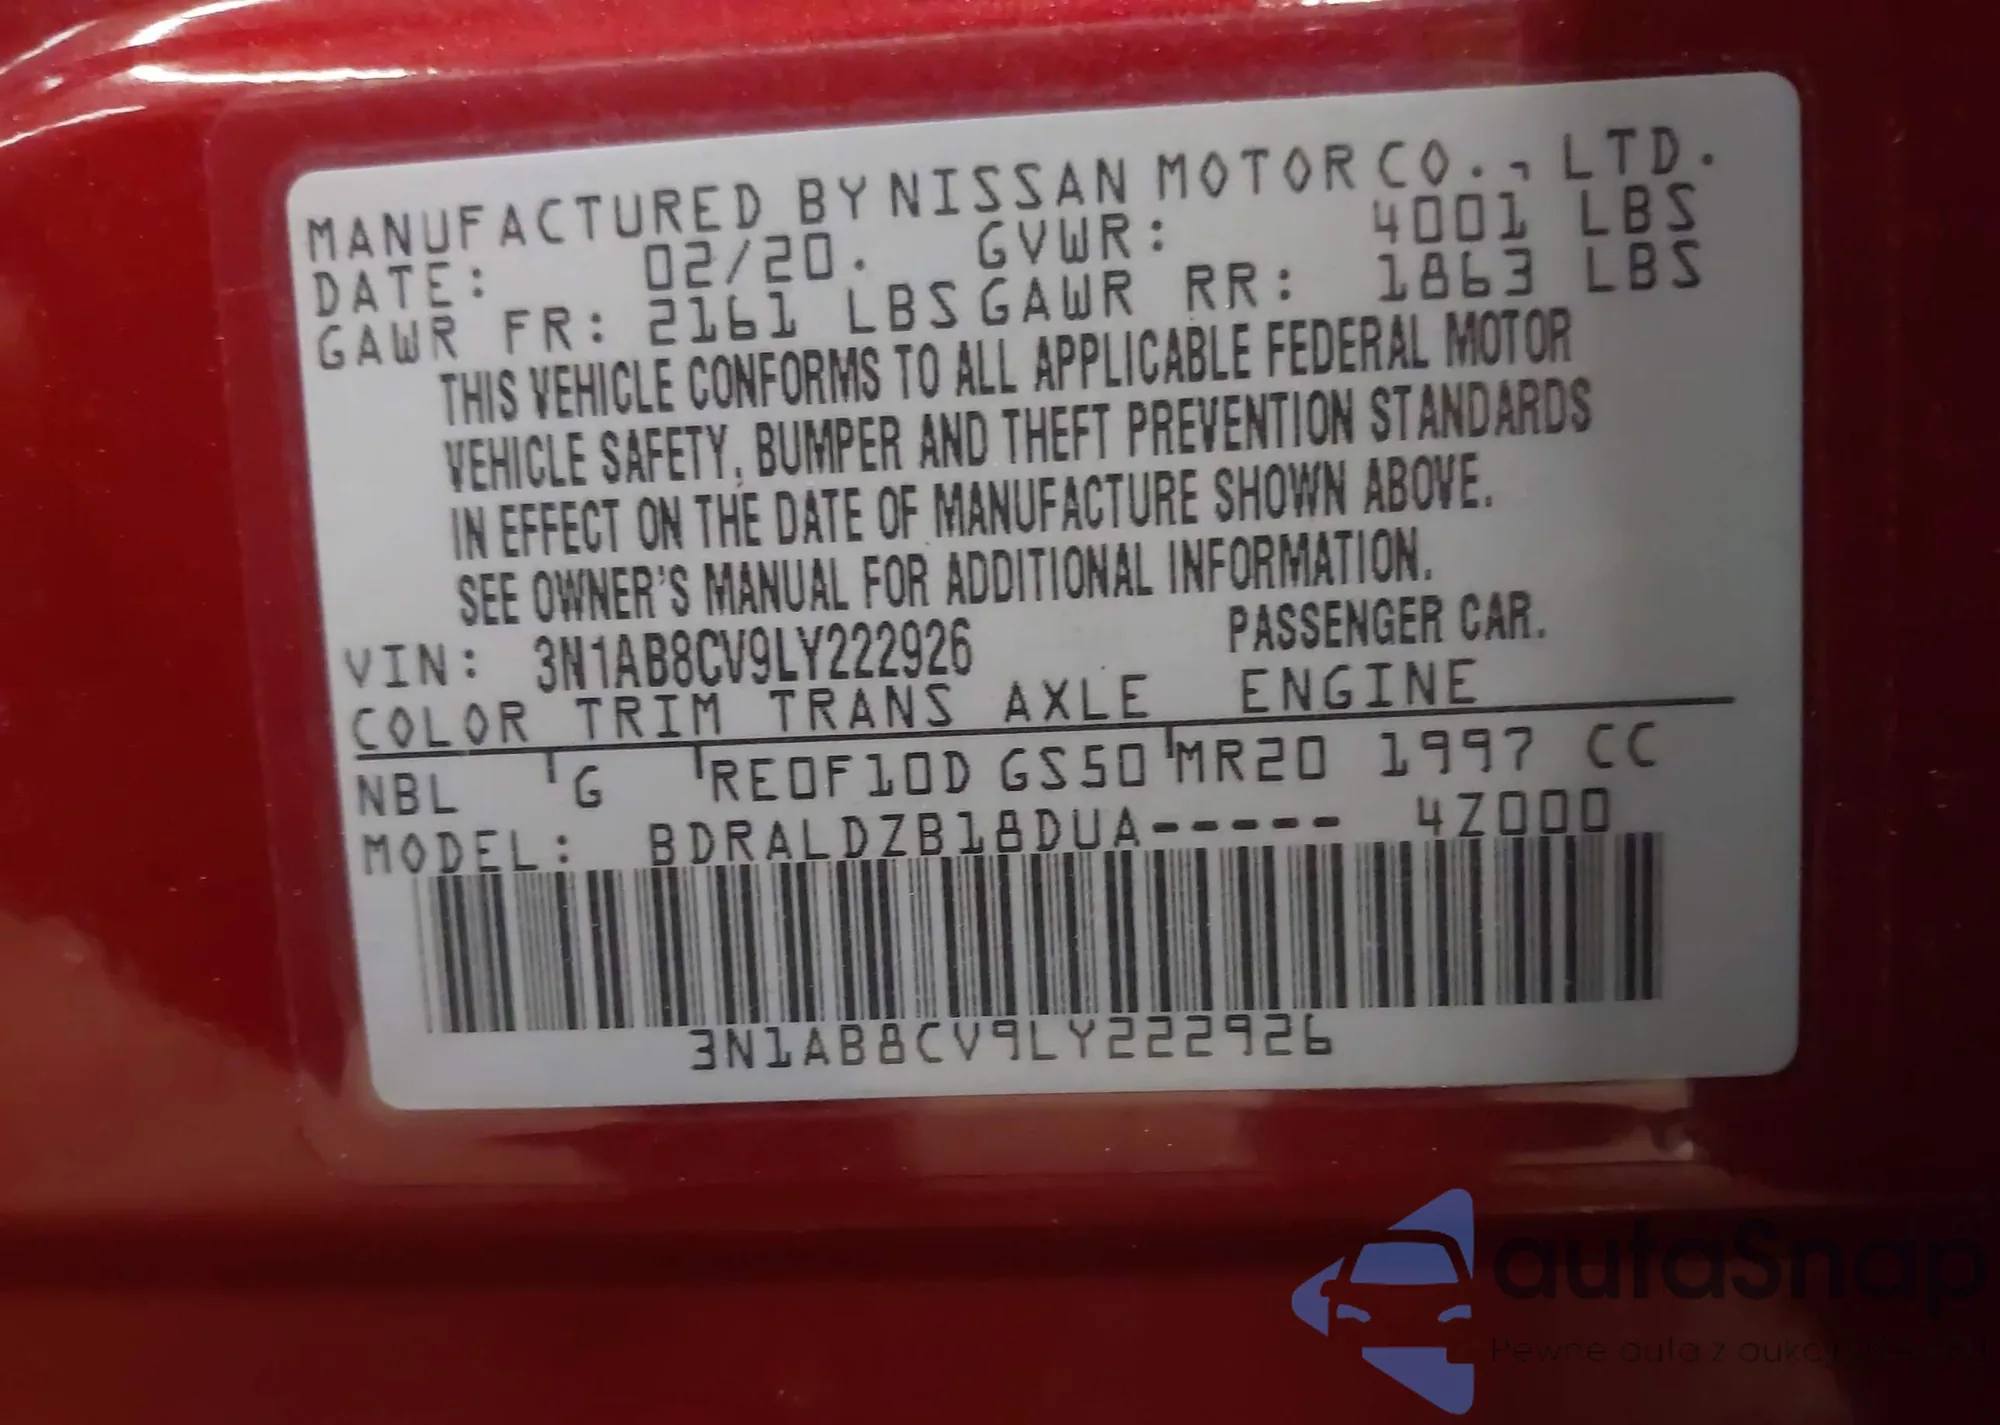 MANUFACTURED BY NISSAN MOTOR CO., LTD.
DATE: 02/20. GVWR: 4001 LBS
GAWR FR: 2161 LBS GAWR RR: 1863 LBS
THIS VEHICLE CONFORMS TO ALL APPLICABLE FEDERAL MOTOR
VEHICLE SAFETY, BUMPER AND THEFT PREVENTION STANDARDS
IN EFFECT ON THE DATE OF MANUFACTURE SHOWN ABOVE.
SEE OWNER'S MANUAL FOR ADDITIONAL INFORMATION.
VIN: 3N1AB8CV9LY222926 PASSENGER CAR.
COLOR TRIM TRANS AXLE ENGINE
NBL G RE0F10D GS50 MR20 1997 CC
MODEL: BDRALDZB18DUA----- 4Z000
3N1AB8CV9LY222926
autaSnap
Pewne auta z